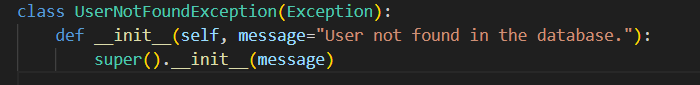 class UserNotFoundException(Exception):
    def __init__(self, message="User not found in the database."):
        super().__init__(message)